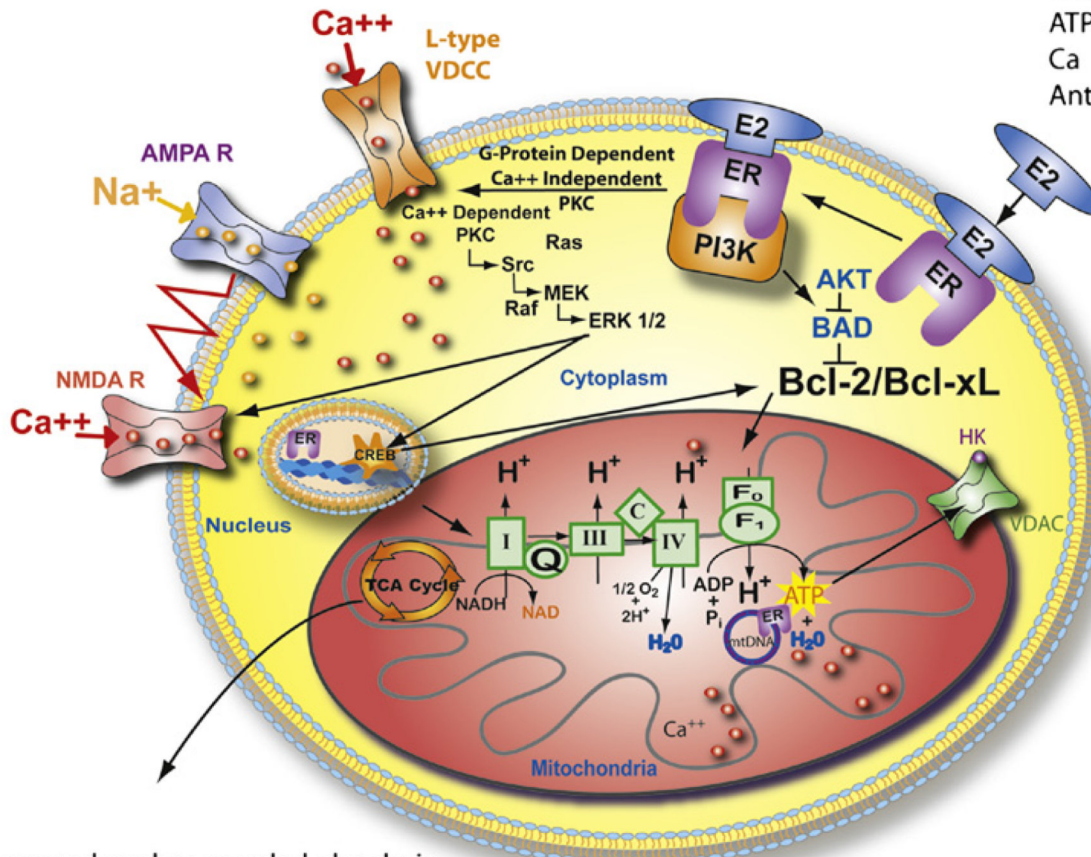 Ca++
L-type
VDCC
ATP
Ca
Ant
AMPA R
Na+
G-Protein Dependent
Ca++ Independent
PKC
Ca++ Dependent
PKC
Ras
Src
Raf
MEK
ERK 1/2
E2
ER
PI3K
E2
E2
ER
AKT
BAD
Bcl-2/Bcl-xL
Cytoplasm
NMDA R
Ca++
ER
CREB
Nucleus
H+
H+
H+
HK
VDAC
I
Q
III
C
IV
F0
F1
TCA Cycle
NADH
NAD
1/2 O2
+
2H+
H20
ADP
+
Pi
H+
ATP
+
H20
ER
mtDNA
Ca++
Mitochondria